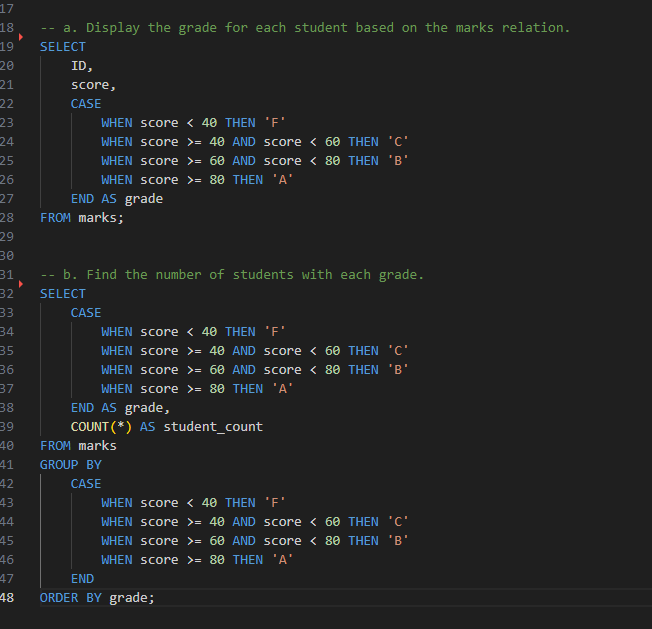 17
18 -- a. Display the grade for each student based on the marks relation.
19 SELECT
20     ID,
21     score,
22     CASE
23         WHEN score < 40 THEN 'F'
24         WHEN score >= 40 AND score < 60 THEN 'C'
25         WHEN score >= 60 AND score < 80 THEN 'B'
26         WHEN score >= 80 THEN 'A'
27     END AS grade
28 FROM marks;
29
30
31 -- b. Find the number of students with each grade.
32 SELECT
33     CASE
34         WHEN score < 40 THEN 'F'
35         WHEN score >= 40 AND score < 60 THEN 'C'
36         WHEN score >= 60 AND score < 80 THEN 'B'
37         WHEN score >= 80 THEN 'A'
38     END AS grade,
39     COUNT(*) AS student_count
40 FROM marks
41 GROUP BY
42     CASE
43         WHEN score < 40 THEN 'F'
44         WHEN score >= 40 AND score < 60 THEN 'C'
45         WHEN score >= 60 AND score < 80 THEN 'B'
46         WHEN score >= 80 THEN 'A'
47     END
48 ORDER BY grade;